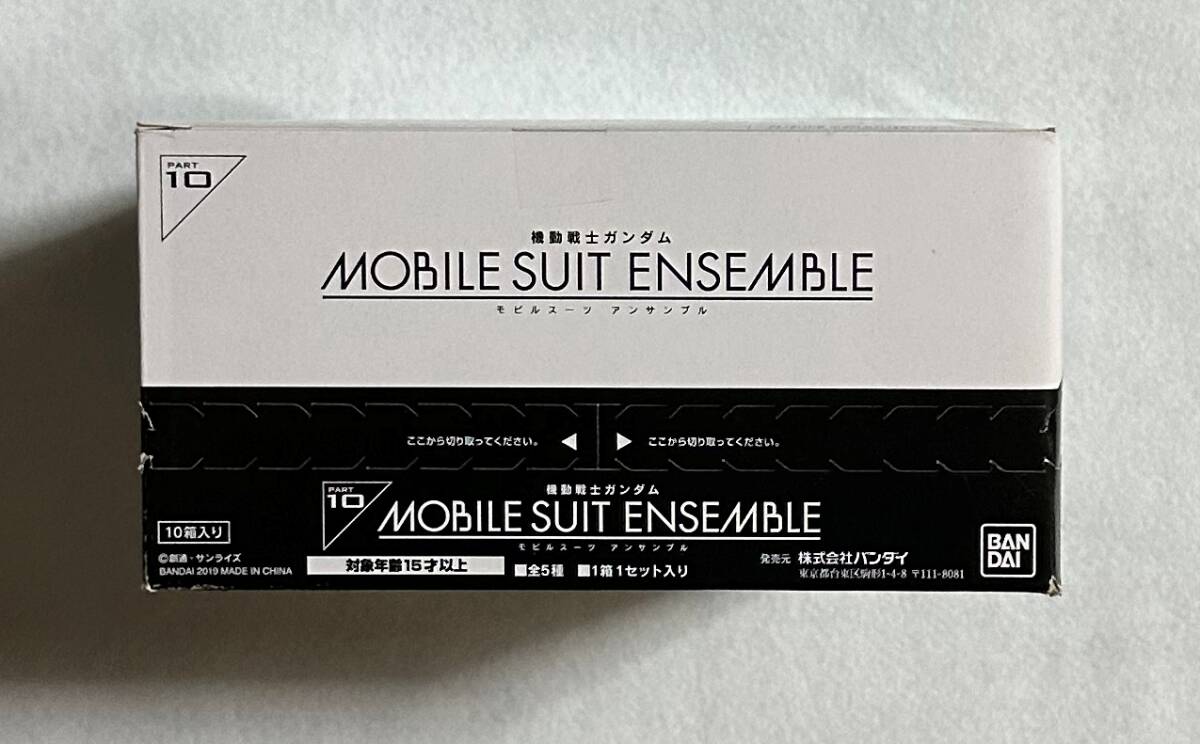 PART
10
機動戦士ガンダム
MOBILE SUIT ENSEMBLE
モビルスーツ アンサンブル
ここから切り取ってください。 ◀ ▶ ここから切り取ってください。
PART
10
機動戦士ガンダム
MOBILE SUIT ENSEMBLE
モビルスーツ アンサンブル
10箱入り
©創通・サンライズ
BANDAI 2019 MADE IN CHINA
対象年齢15才以上
■全5種 ■1箱1セット入り
発売元 株式会社バンダイ
東京都台東区駒形1-4-8 〒111-8081
BAN
DAI